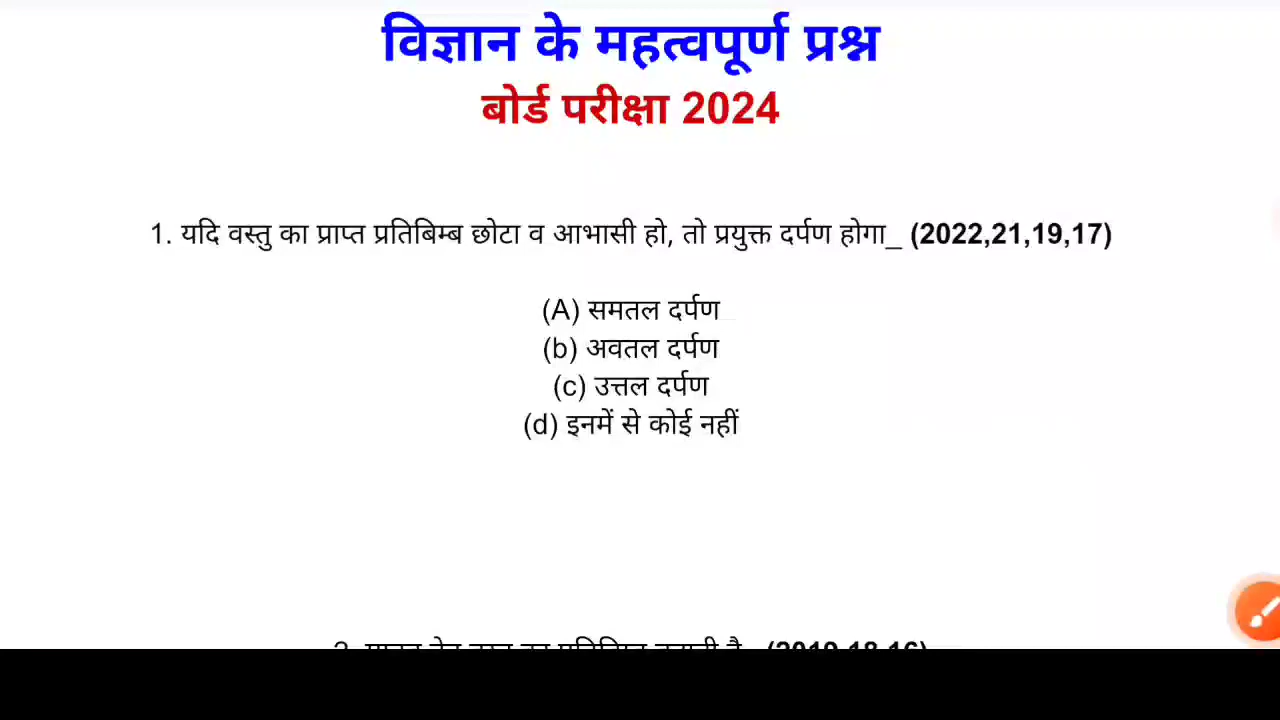 विज्ञान के महत्वपूर्ण प्रश्न
बोर्ड परीक्षा 2024
1. यदि वस्तु का प्राप्त प्रतिबिम्ब छोटा व आभासी हो, तो प्रयुक्त दर्पण होगा_ (2022,21,19,17)
(A) समतल दर्पण
(b) अवतल दर्पण
(c) उत्तल दर्पण
(d) इनमें से कोई नहीं